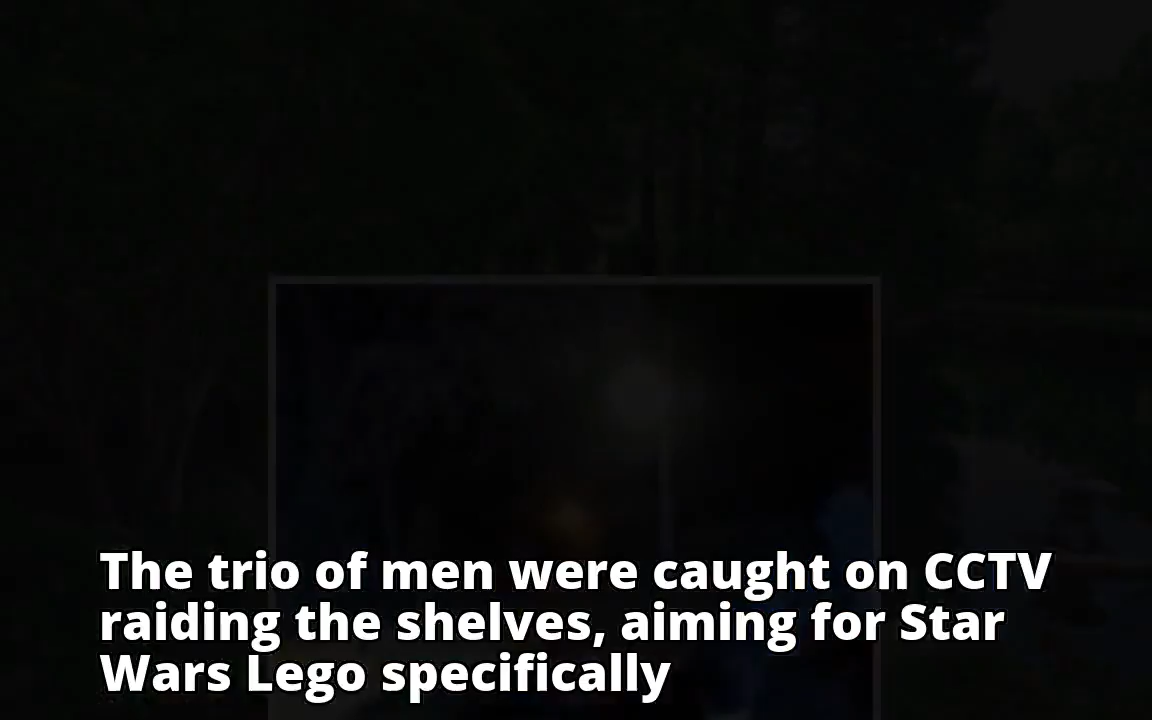 The trio of men were caught on CCTV
raiding the shelves, aiming for Star
Wars Lego specifically